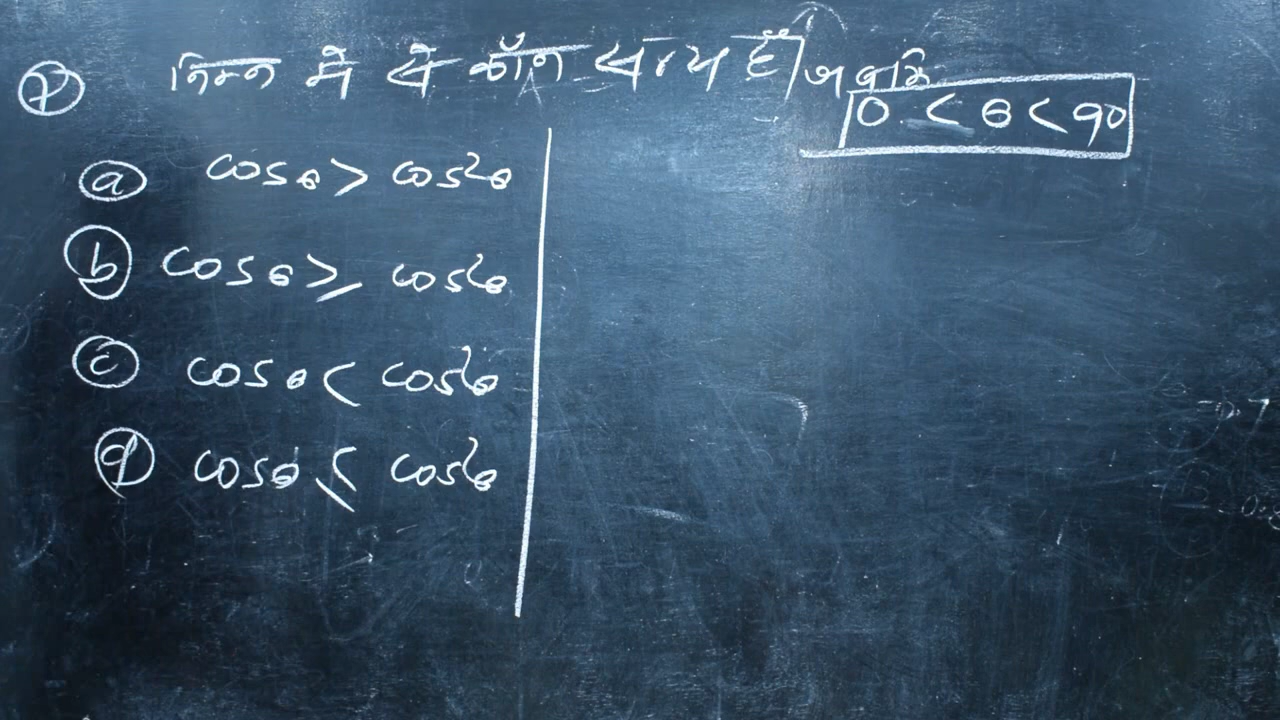 Q निम्न में से कौन सत्य है जबकि
0 < θ < 90
a cosθ > cos²θ
b cosθ ≥ cos²θ
c cosθ < cos²θ
d cosθ ≤ cos²θ